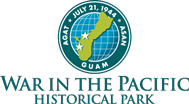 AGAT • JULY 21, 1944 • ASAN
GUAM
WAR IN THE PACIFIC
HISTORICAL PARK